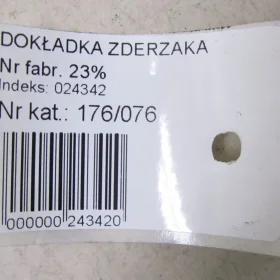 DOKŁADKA ZDERZAKA
Nr fabr. 23%
Indeks: 024342
Nr kat.: 176/076
000000 243420